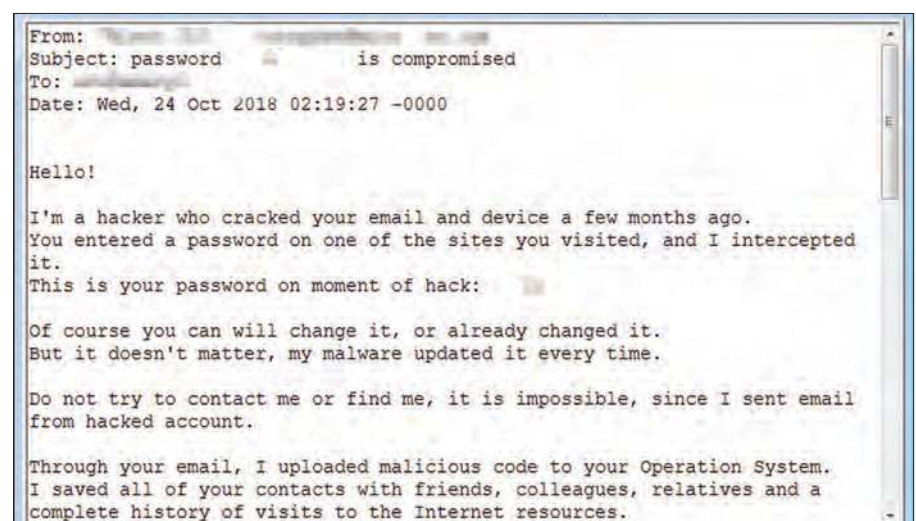 From:
Subject: password is compromised
To:
Date: Wed, 24 Oct 2018 02:19:27 -0000
Hello!
I'm a hacker who cracked your email and device a few months ago.
You entered a password on one of the sites you visited, and I intercepted
it.
This is your password on moment of hack:
Of course you can will change it, or already changed it.
But it doesn't matter, my malware updated it every time.
Do not try to contact me or find me, it is impossible, since I sent email
from hacked account.
Through your email, I uploaded malicious code to your Operation System.
I saved all of your contacts with friends, colleagues, relatives and a
complete history of visits to the Internet resources.